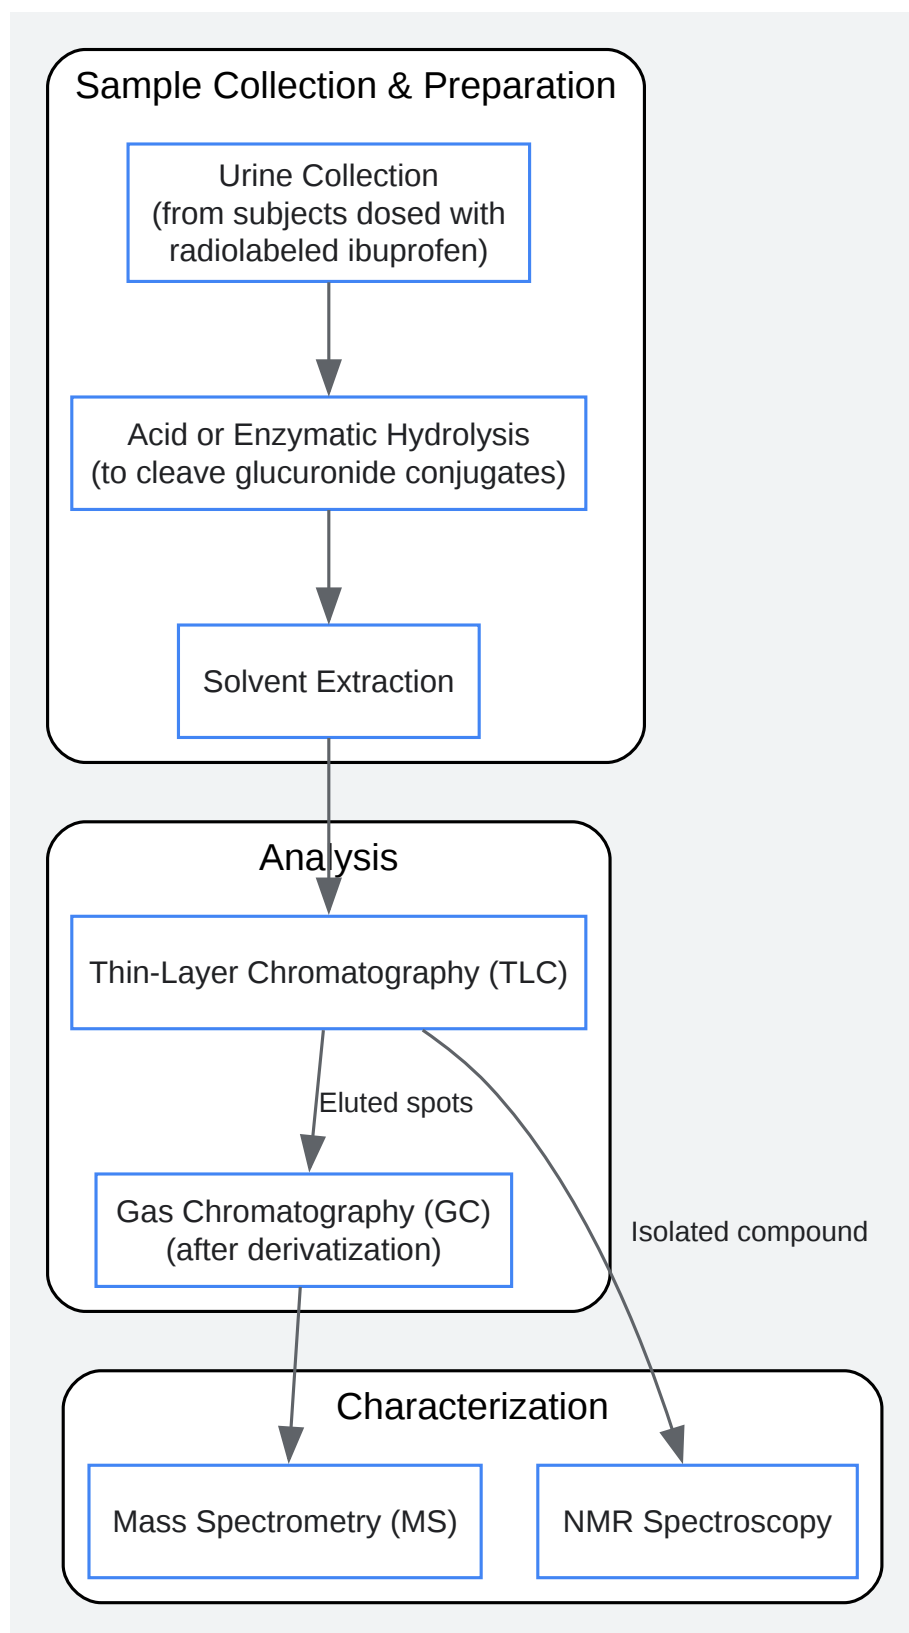 Sample Collection & Preparation
Urine Collection
(from subjects dosed with
radiolabeled ibuprofen)
Acid or Enzymatic Hydrolysis
(to cleave glucuronide conjugates)
Solvent Extraction
Analysis
Thin-Layer Chromatography (TLC)
Eluted spots
Gas Chromatography (GC)
(after derivatization)
Isolated compound
Characterization
Mass Spectrometry (MS)
NMR Spectroscopy